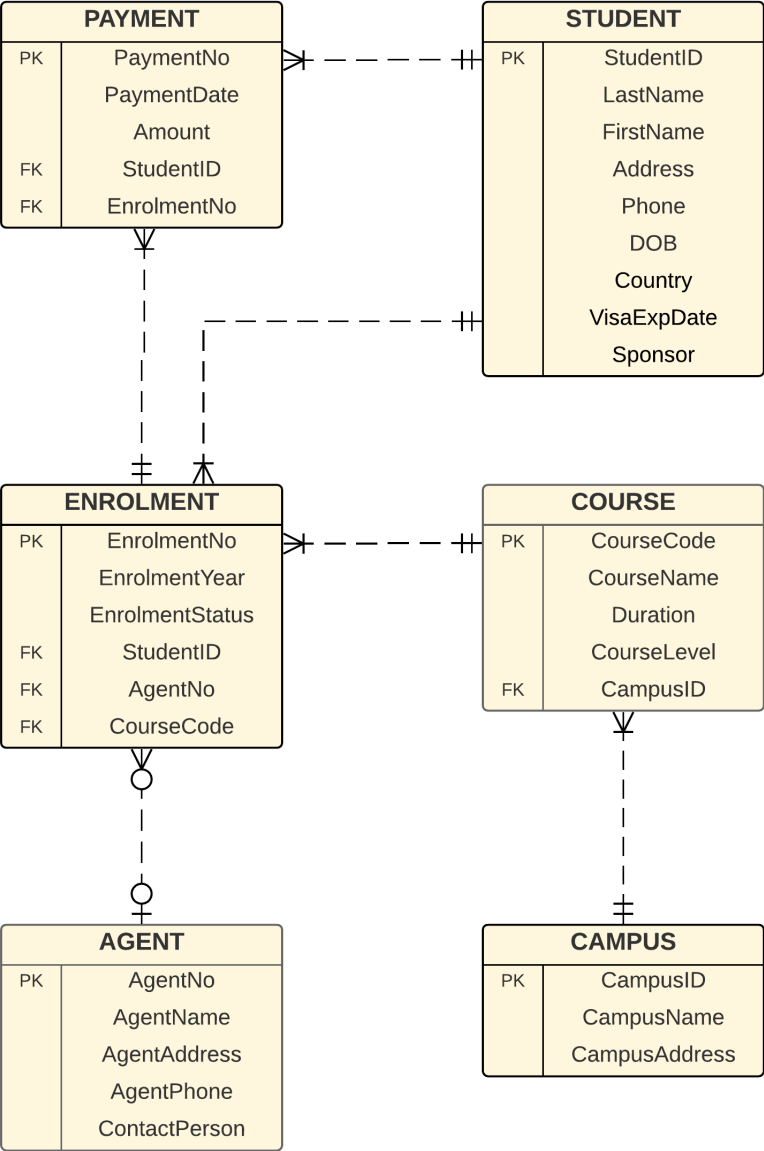 PAYMENT
PK PaymentNo
PaymentDate
Amount
FK StudentID
FK EnrolmentNo
STUDENT
PK StudentID
LastName
FirstName
Address
Phone
DOB
Country
VisaExpDate
Sponsor
ENROLMENT
PK EnrolmentNo
EnrolmentYear
EnrolmentStatus
FK StudentID
FK AgentNo
FK CourseCode
COURSE
PK CourseCode
CourseName
Duration
CourseLevel
FK CampusID
AGENT
PK AgentNo
AgentName
AgentAddress
AgentPhone
ContactPerson
CAMPUS
PK CampusID
CampusName
CampusAddress